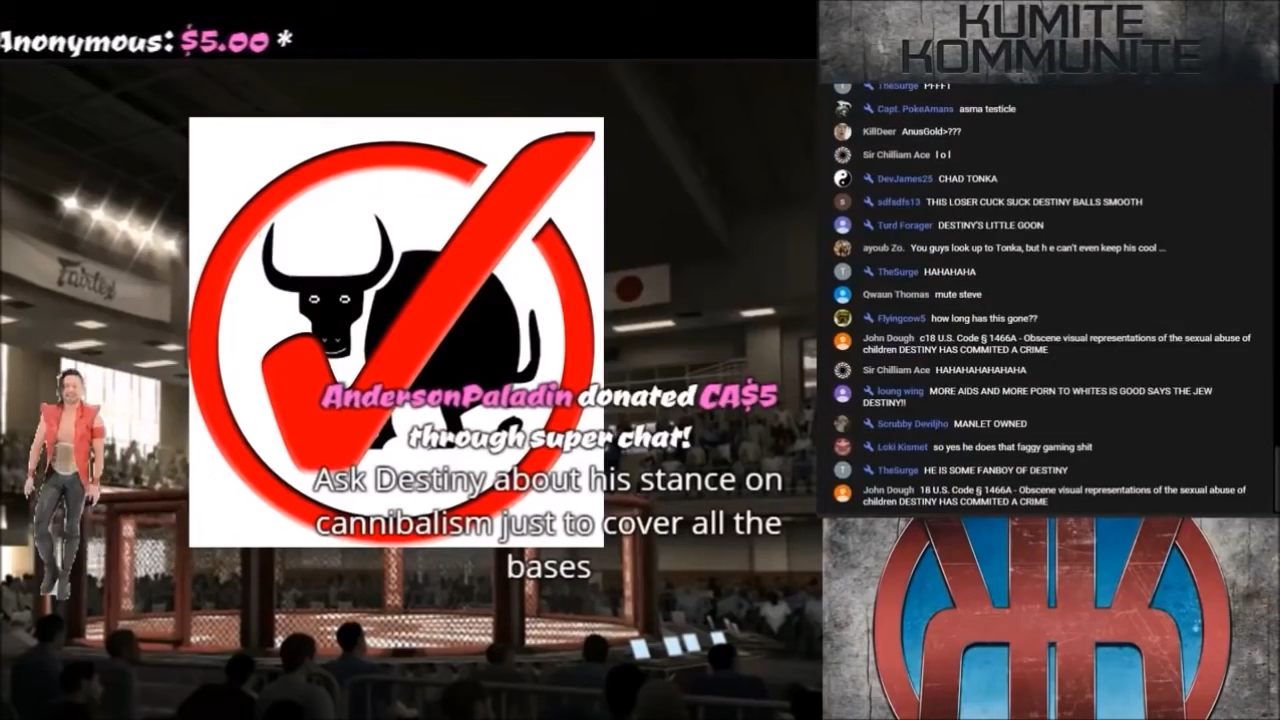 Anonymous: $5.00 *
KUMITE
KOMMUNITE
TheSurge PFFFT
Capt. PokeAmans asma testicle
KillDeer AnusGold>???
Sir Chilliam Ace l o l
DevJames25 CHAD TONKA
sdfsdfs13 THIS LOSER CUCK SUCK DESTINY BALLS SMOOTH
Turd Forager DESTINY'S LITTLE GOON
ayoub Zo. You guys look up to Tonka, but h e can't even keep his cool ...
TheSurge HAHAHAHA
Qwaun Thomas mute steve
Flyingcow5 how long has this gone??
John Dough c18 U.S. Code § 1466A - Obscene visual representations of the sexual abuse of
children DESTINY HAS COMMITED A CRIME
Sir Chilliam Ace HAHAHAHAHAHAHA
loung wing MORE AIDS AND MORE PORN TO WHITES IS GOOD SAYS THE JEW
DESTINY!!
Scrubby Deviljho MANLET OWNED
Loki Kismet so yes he does that faggy gaming shit
TheSurge HE IS SOME FANBOY OF DESTINY
John Dough 18 U.S. Code § 1466A - Obscene visual representations of the sexual abuse of
children DESTINY HAS COMMITED A CRIME
Fairtex
AndersonPaladin donated CA$5
through super chat!
Ask Destiny about his stance on
cannibalism just to cover all the
bases